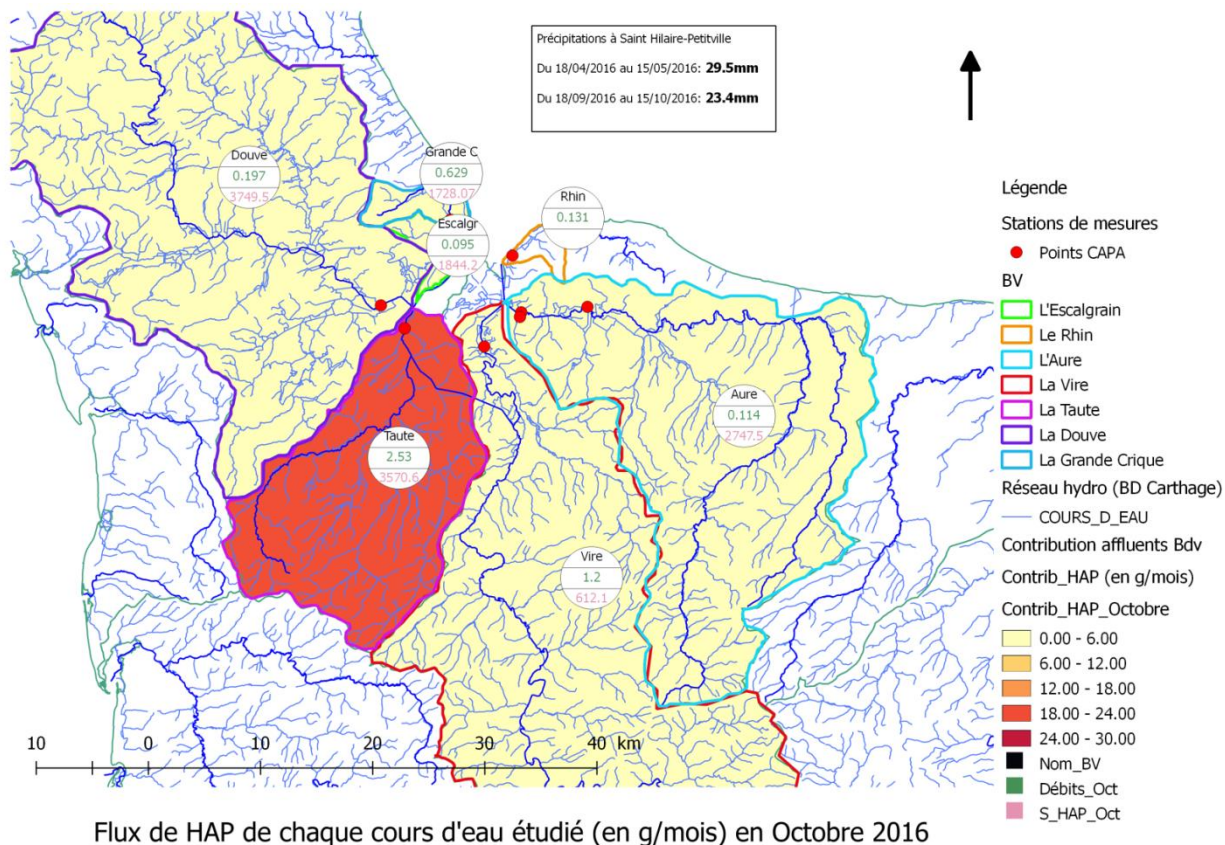 Précipitations à Saint Hilaire-Petitville
Du 18/04/2016 au 15/05/2016: 29.5mm
Du 18/09/2016 au 15/10/2016: 23.4mm
Douve
0.197
3749.5
Grande C
0.629
1728.07
Escalgr
0.095
1844.2
Rhin
0.131
Aure
0.114
2747.5
Taute
2.53
3570.6
Vire
1.2
612.1
10 0 10 20 30 40 km
Légende
Stations de mesures
Points CAPA
BV
L'Escalgrain
Le Rhin
L'Aure
La Vire
La Taute
La Douve
La Grande Crique
Réseau hydro (BD Carthage)
COURS_D_EAU
Contribution affluents Bdv
Contrib_HAP (en g/mois)
Contrib_HAP_Octobre
0.00 - 6.00
6.00 - 12.00
12.00 - 18.00
18.00 - 24.00
24.00 - 30.00
Nom_BV
Débits_Oct
S_HAP_Oct
Flux de HAP de chaque cours d'eau étudié (en g/mois) en Octobre 2016